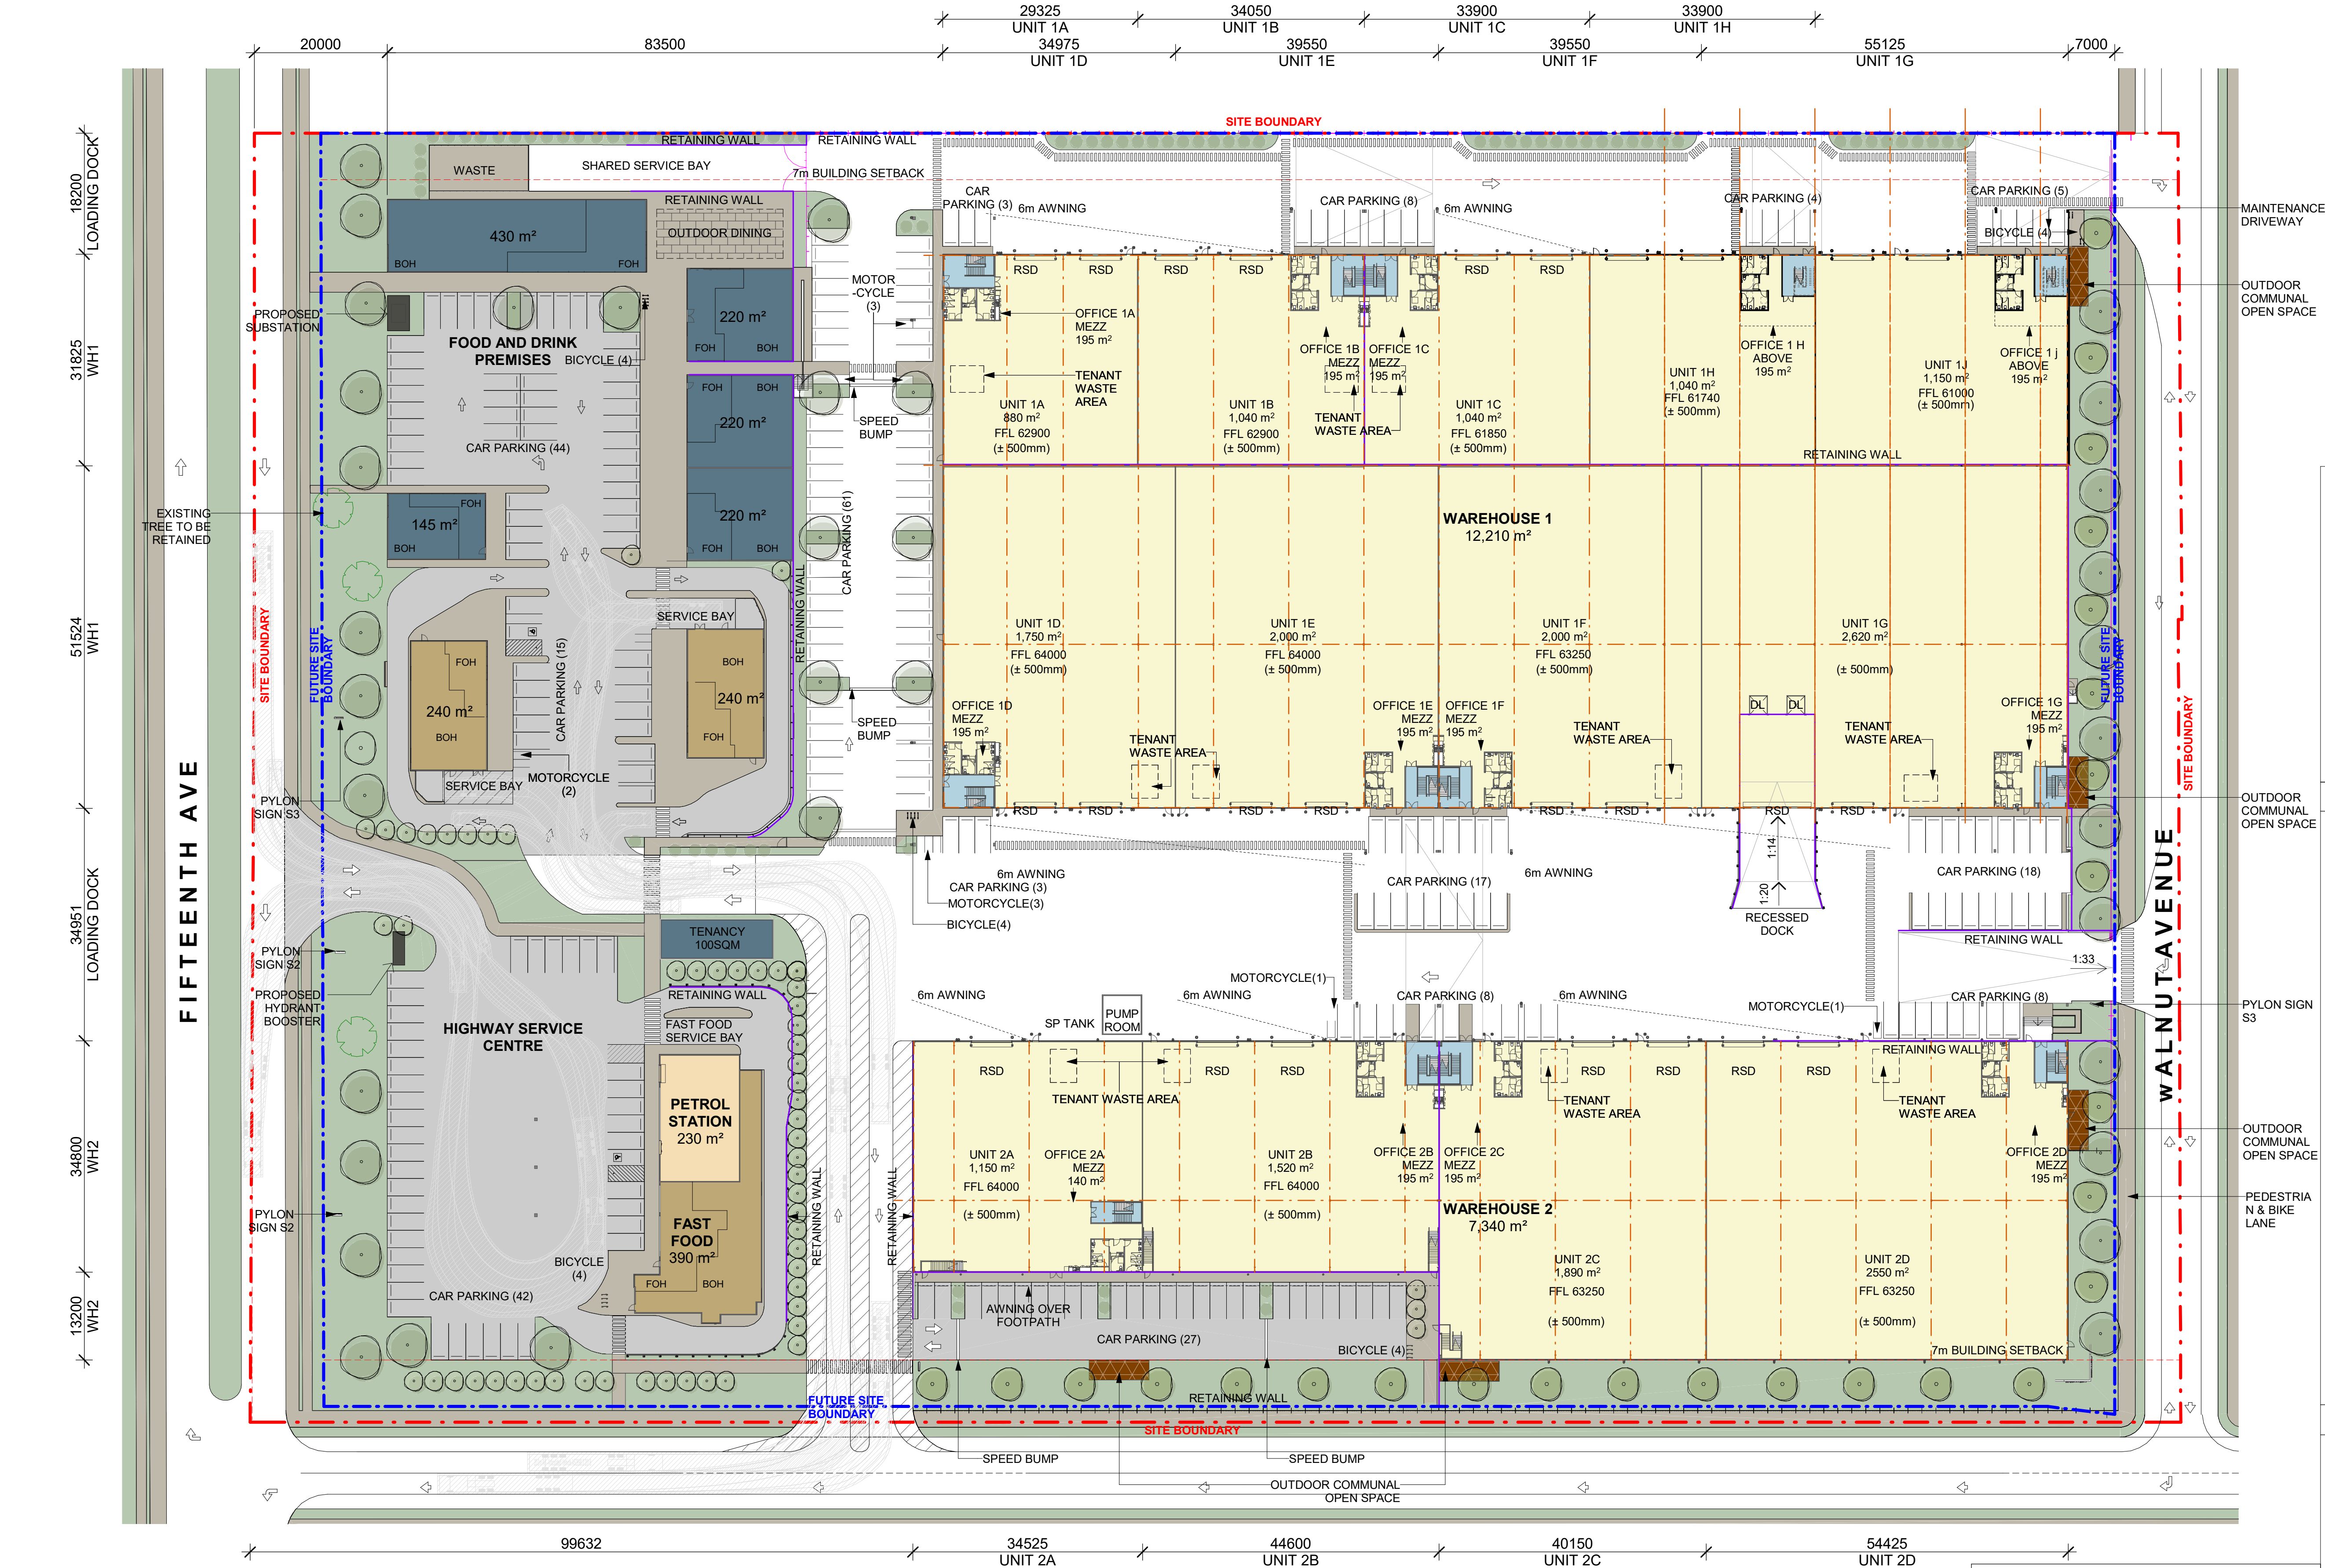 29325
UNIT 1A
34050
UNIT 1B
33900
UNIT 1C
33900
UNIT 1H
20000
83500
34975
UNIT 1D
39550
UNIT 1E
39550
UNIT 1F
55125
UNIT 1G
7000
18200
LOADING DOCK
31825
WH1
51524
WH1
34951
LOADING DOCK
34800
WH2
13200
WH2
FIFTEENTH AVE
WALNUT AVENUE
SITE BOUNDARY
RETAINING WALL
RETAINING WALL
WASTE
SHARED SERVICE BAY
7m BUILDING SETBACK
RETAINING WALL
OUTDOOR DINING
430 m²
BOH
FOH
CAR
PARKING (3)
6m AWNING
CAR PARKING (8)
6m AWNING
CAR PARKING (4)
CAR PARKING (5)
BICYCLE (4)
MAINTENANCE
DRIVEWAY
OUTDOOR
COMMUNAL
OPEN SPACE
PROPOSED
SUBSTATION
FOOD AND DRINK
PREMISES
BICYCLE (4)
220 m²
FOH
BOH
MOTOR
-CYCLE
(3)
RSD
RSD
RSD
RSD
RSD
RSD
OFFICE 1A
MEZZ
195 m²
OFFICE 1B
MEZZ
195 m²
OFFICE 1C
MEZZ
195 m²
OFFICE 1 H
ABOVE
195 m²
OFFICE 1 j
ABOVE
195 m²
TENANT
WASTE
AREA
TENANT
WASTE AREA
UNIT 1A
880 m²
FFL 62900
(± 500mm)
UNIT 1B
1,040 m²
FFL 62900
(± 500mm)
UNIT 1C
1,040 m²
FFL 61850
(± 500mm)
UNIT 1H
1,040 m²
FFL 61740
(± 500mm)
UNIT 1J
1,150 m²
FFL 61000
(± 500mm)
RETAINING WALL
FOH
BOH
220 m²
SPEED
BUMP
CAR PARKING (44)
CAR PARKING (61)
EXISTING
TREE TO BE
RETAINED
145 m²
FOH
BOH
220 m²
FOH
BOH
WAREHOUSE 1
12,210 m²
SITE BOUNDARY
FUTURE SITE
BOUNDARY
RETAINING WALL
SERVICE BAY
FOH
240 m²
BOH
CAR PARKING (15)
BOH
240 m²
FOH
UNIT 1D
1,750 m²
FFL 64000
(± 500mm)
UNIT 1E
2,000 m²
FFL 64000
(± 500mm)
UNIT 1F
2,000 m²
FFL 63250
(± 500mm)
UNIT 1G
2,620 m²
(± 500mm)
FUTURE SITE
BOUNDARY
SITE BOUNDARY
SPEED
BUMP
OFFICE 1D
MEZZ
195 m²
OFFICE 1E
MEZZ
195 m²
OFFICE 1F
MEZZ
195 m²
OFFICE 1G
MEZZ
195 m²
DL
DL
TENANT
WASTE AREA
TENANT
WASTE AREA
TENANT
WASTE AREA
SERVICE BAY
MOTORCYCLE
(2)
PYLON
SIGN S3
RSD
RSD
RSD
RSD
RSD
RSD
RSD
OUTDOOR
COMMUNAL
OPEN SPACE
1:14
1:20
RECESSED
DOCK
6m AWNING
CAR PARKING (3)
MOTORCYCLE(3)
BICYCLE(4)
CAR PARKING (17)
6m AWNING
CAR PARKING (18)
RETAINING WALL
1:33
TENANCY
100SQM
PYLON
SIGN S2
PROPOSED
HYDRANT
BOOSTER
RETAINING WALL
FAST FOOD
SERVICE BAY
HIGHWAY SERVICE
CENTRE
6m AWNING
SP TANK
PUMP
ROOM
6m AWNING
MOTORCYCLE(1)
CAR PARKING (8)
6m AWNING
MOTORCYCLE(1)
CAR PARKING (8)
PYLON SIGN
S3
RETAINING WALL
RSD
RSD
RSD
RSD
RSD
RSD
RSD
TENANT WASTE AREA
TENANT
WASTE AREA
TENANT
WASTE AREA
OUTDOOR
COMMUNAL
OPEN SPACE
PETROL
STATION
230 m²
UNIT 2A
1,150 m²
FFL 64000
(± 500mm)
OFFICE 2A
MEZZ
140 m²
UNIT 2B
1,520 m²
FFL 64000
(± 500mm)
OFFICE 2B
MEZZ
195 m²
OFFICE 2C
MEZZ
195 m²
OFFICE 2D
MEZZ
195 m²
PEDESTRIA
N & BIKE
LANE
WAREHOUSE 2
7,340 m²
PYLON
SIGN S2
FAST
FOOD
390 m²
FOH
BOH
RETAINING WALL
RETAINING WALL
BICYCLE
(4)
CAR PARKING (42)
UNIT 2C
1,890 m²
FFL 63250
(± 500mm)
UNIT 2D
2550 m²
FFL 63250
(± 500mm)
AWNING OVER
FOOTPATH
CAR PARKING (27)
BICYCLE (4)
7m BUILDING SETBACK
RETAINING WALL
FUTURE SITE
BOUNDARY
SITE BOUNDARY
SPEED BUMP
SPEED BUMP
OUTDOOR COMMUNAL
OPEN SPACE
99632
34525
UNIT 2A
44600
UNIT 2B
40150
UNIT 2C
54425
UNIT 2D